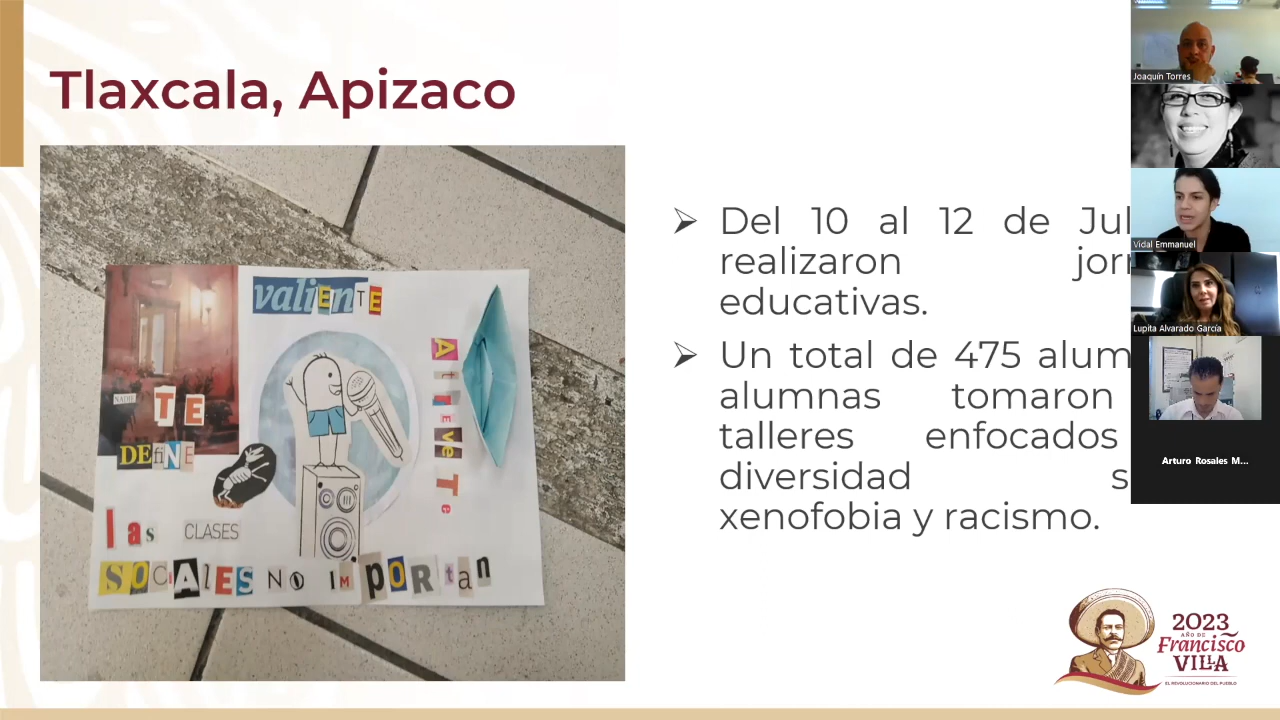 Tlaxcala, Apizaco
valiENTE
NADIE
TE
DEfiNE
AtreveTe
las CLASES
SOCiALES NO IMPORtan
Del 10 al 12 de Jul
realizaron
educativas.
Un total de 475 alum
alumnas tomaron
talleres enfocados
diversidad
xenofobia y racismo.
Joaquín Torres
Vidal Emmanuel
Lupita Alvarado García
Arturo Rosales M...
2023
AÑO DE
Francisco
VILLA
EL REVOLUCIONARIO DEL PUEBLO